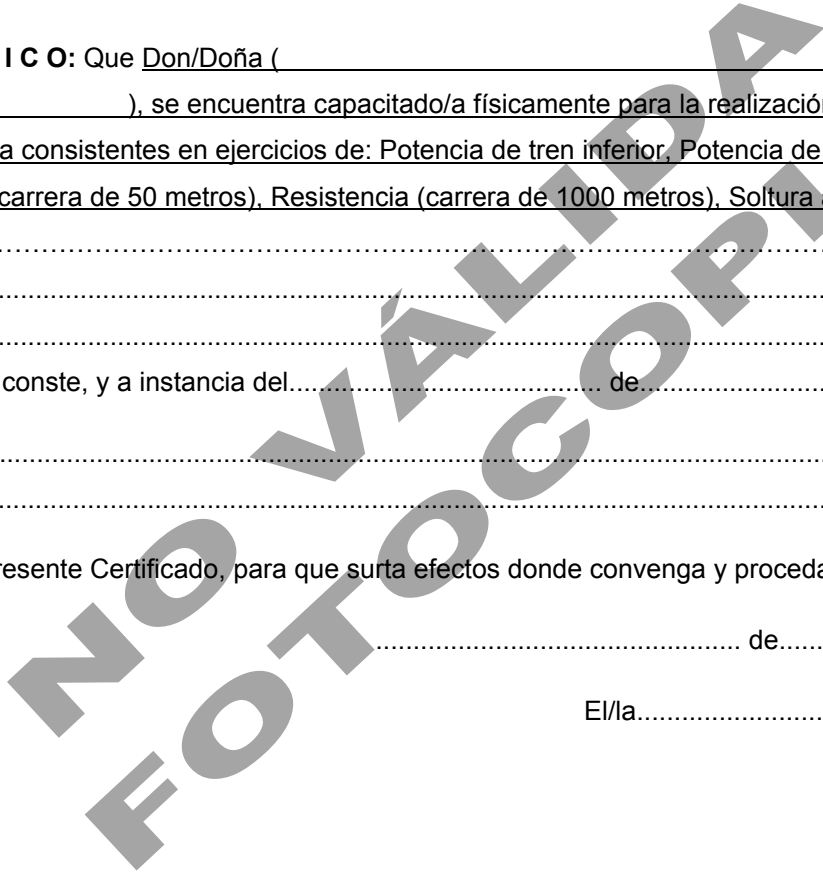 I C O: Que Don/Doña (
), se encuentra capacitado/a físicamente para la realización
a consistentes en ejercicios de: Potencia de tren inferior, Potencia de
carrera de 50 metros), Resistencia (carrera de 1000 metros), Soltura
conste, y a instancia del.......................................... de.........................
resente Certificado, para que surta efectos donde convenga y proceda
................................................. de......
El/la.........................
NO VÁLIDA
FOTOCOPI